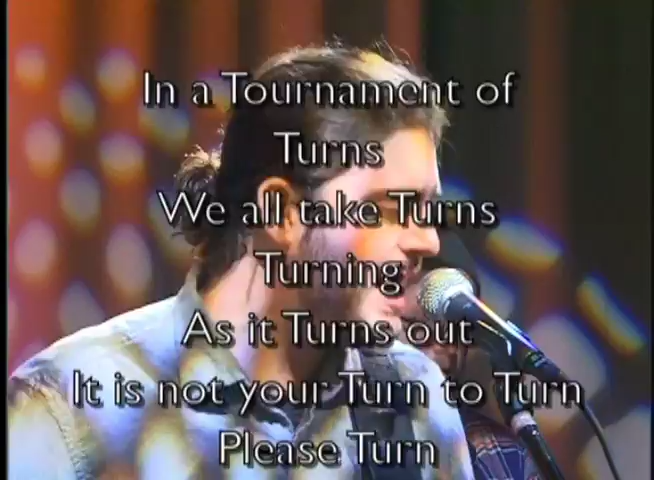 In a Tournament of
Turns
We all take Turns
Turning
As it Turns out
It is not your Turn to Turn
Please Turn